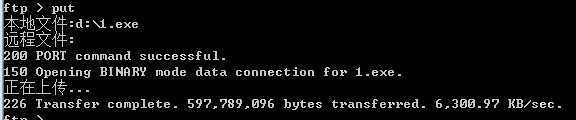 ftp > put
本地文件:d:\1.exe
远程文件:
200 PORT command successful.
150 Opening BINARY mode data connection for 1.exe.
正在上传...
226 Transfer complete. 597,789,096 bytes transferred. 6,300.97 KB/sec.
ftp >